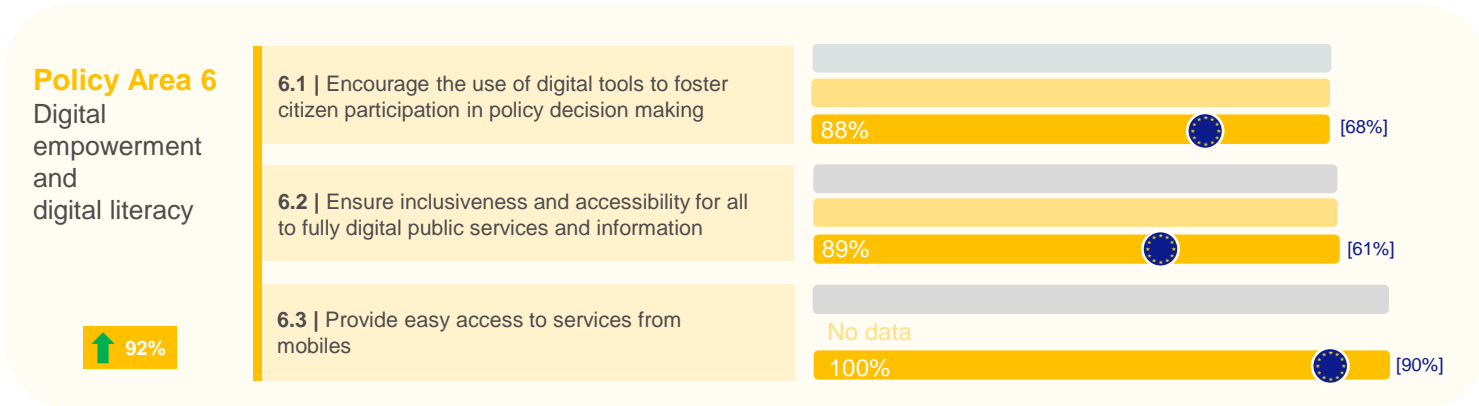 Policy Area 6
Digital
empowerment
and
digital literacy
92%
6.1 | Encourage the use of digital tools to foster
citizen participation in policy decision making
88%
[68%]
6.2 | Ensure inclusiveness and accessibility for all
to fully digital public services and information
89%
[61%]
6.3 | Provide easy access to services from
mobiles
No data
100%
[90%]